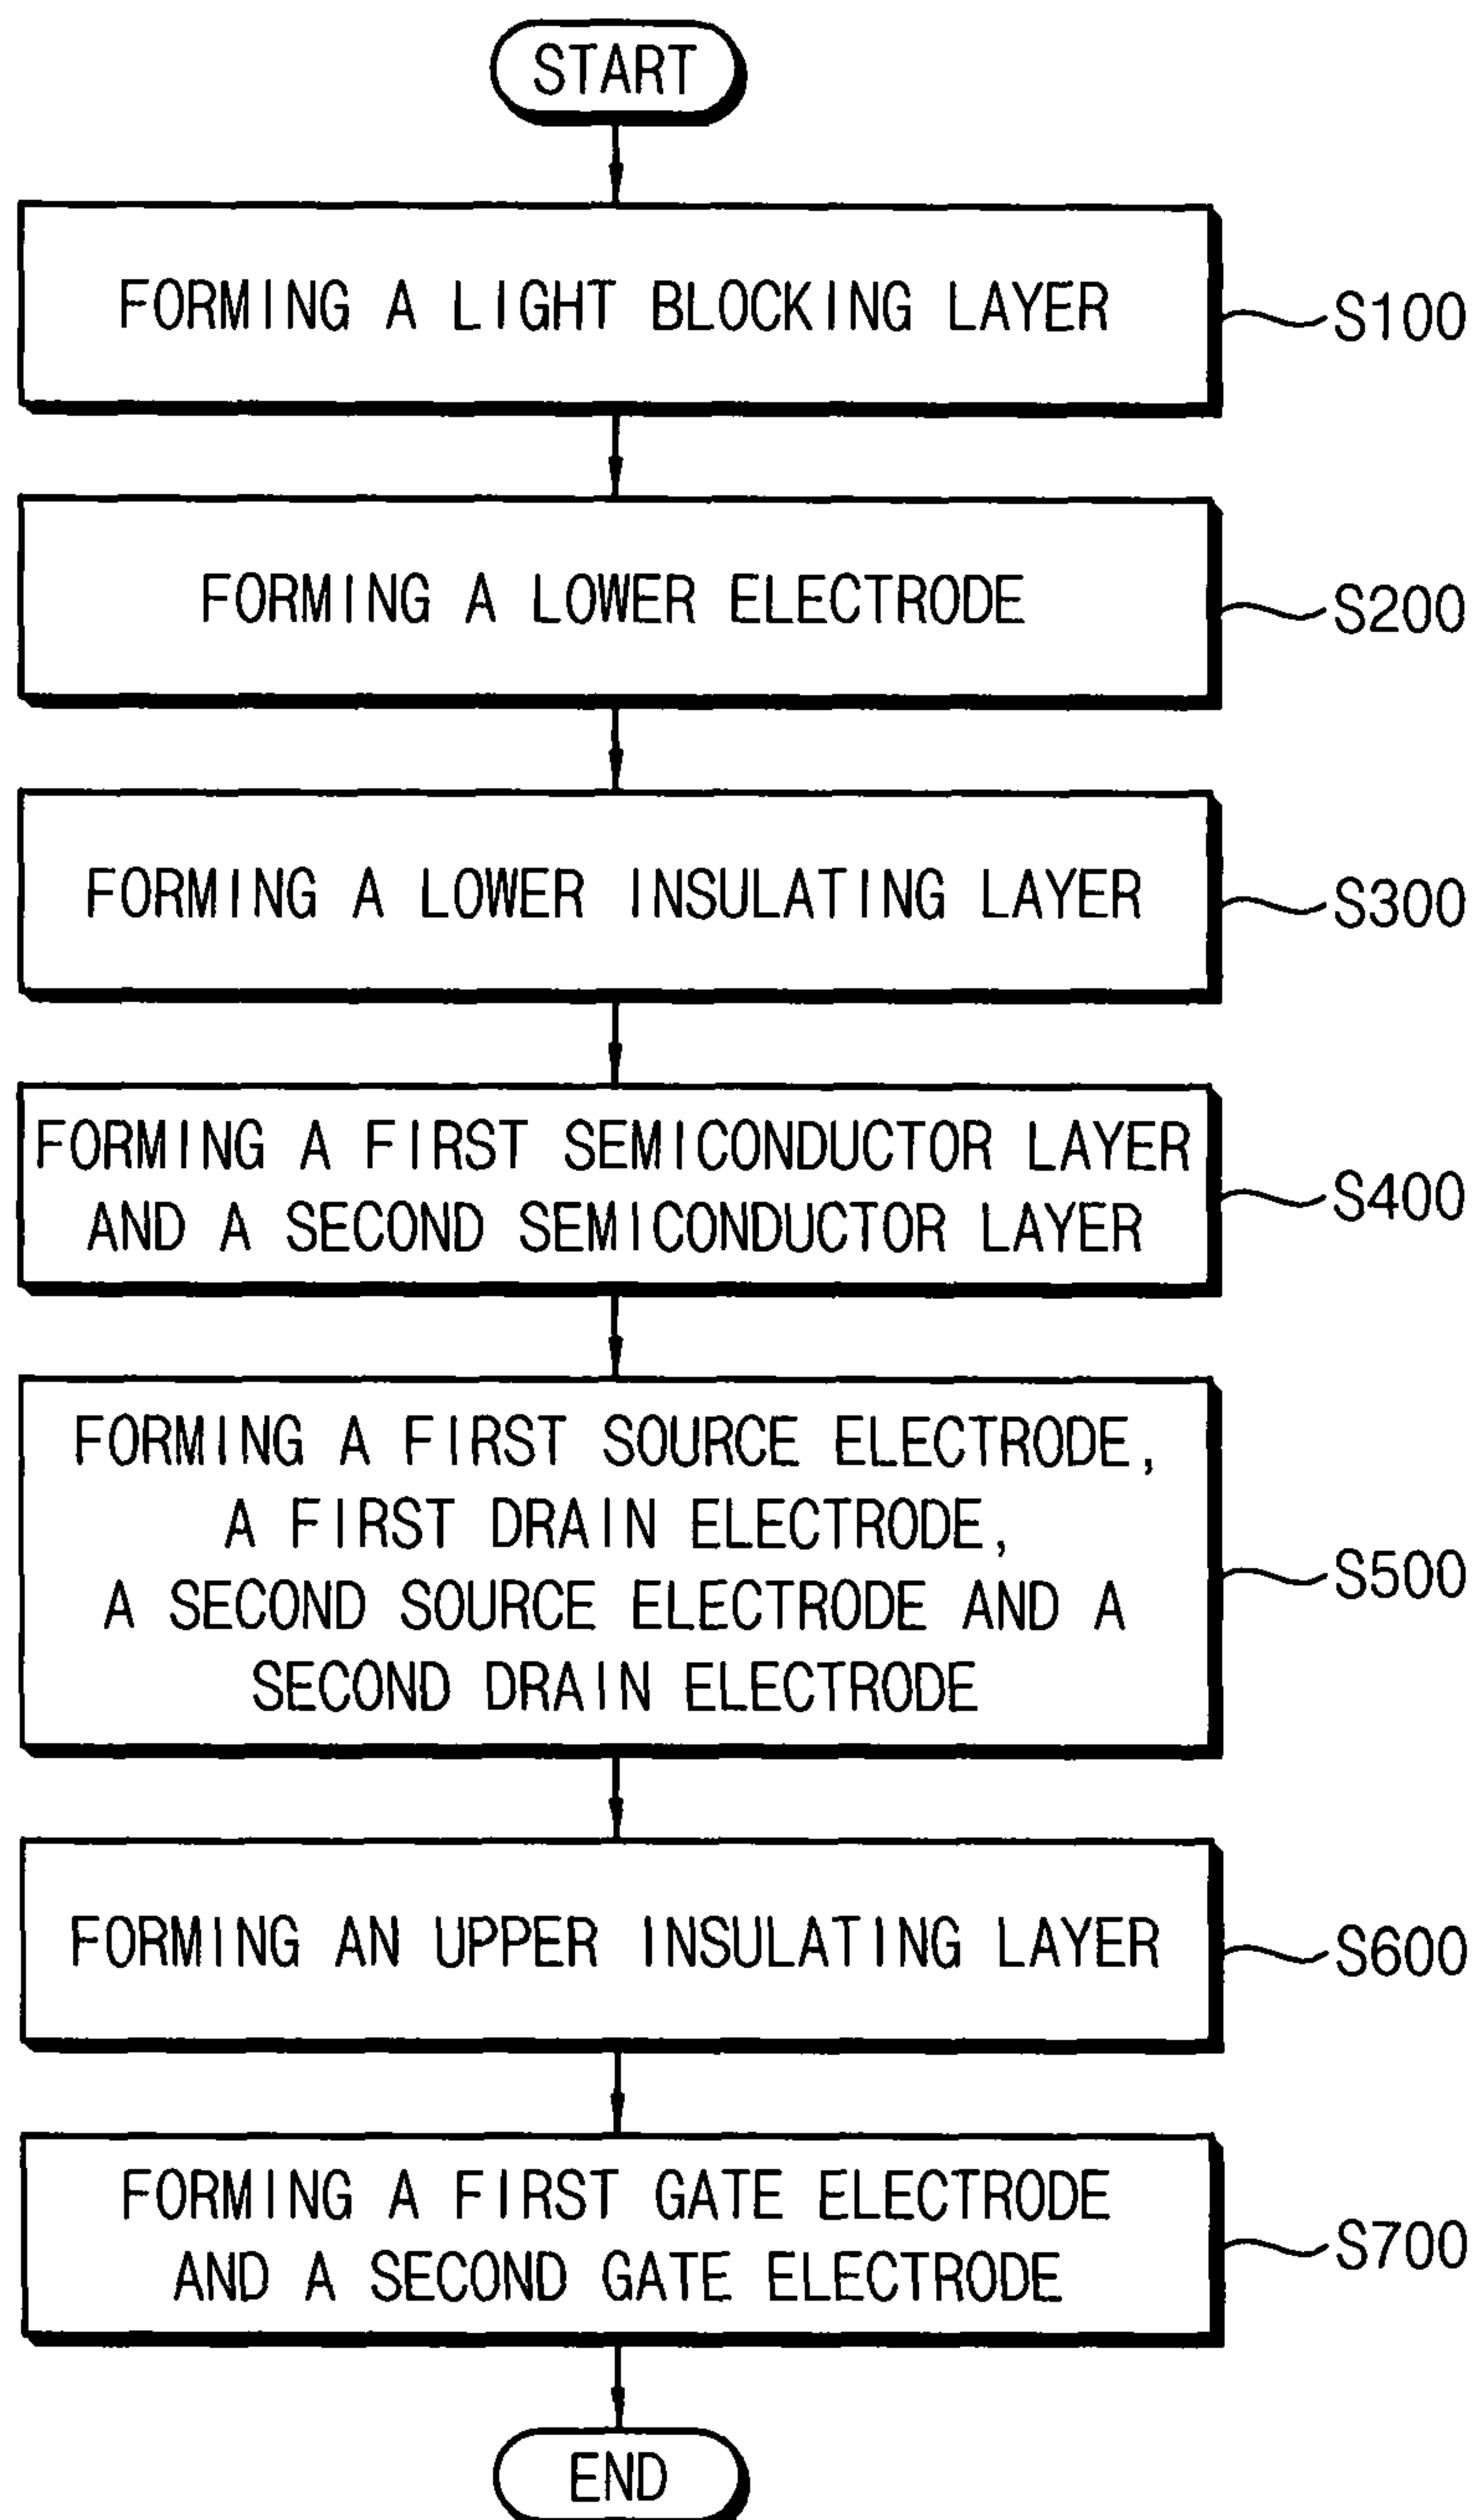 START
FORMING A LIGHT BLOCKING LAYER
S100
FORMING A LOWER ELECTRODE
S200
FORMING A LOWER INSULATING LAYER
S300
FORMING A FIRST SEMICONDUCTOR LAYER
AND A SECOND SEMICONDUCTOR LAYER
S400
FORMING A FIRST SOURCE ELECTRODE,
A FIRST DRAIN ELECTRODE,
A SECOND SOURCE ELECTRODE AND A
SECOND DRAIN ELECTRODE
S500
FORMING AN UPPER INSULATING LAYER
S600
FORMING A FIRST GATE ELECTRODE
AND A SECOND GATE ELECTRODE
S700
END